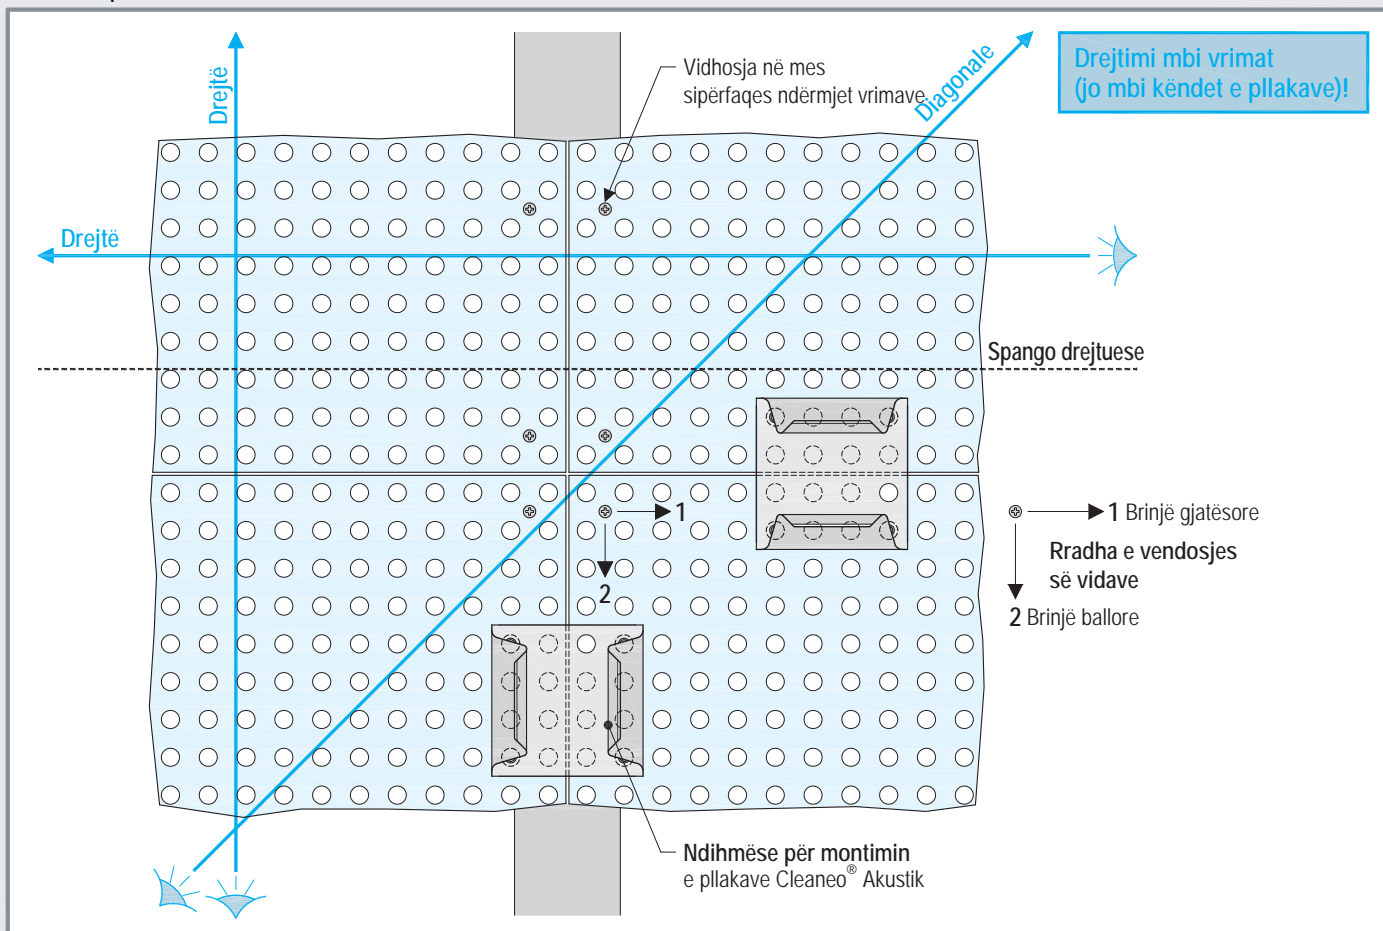 Drejtë
Vidhosja në mes
sipërfaqes ndërmjet vrimave
Diagonale
Drejtimi mbi vrimat
(jo mbi këndet e pllakave)!
Drejtë
Spango drejtuese
1
2
1 Brinjë gjatësore
Rradha e vendosjes
së vidave
2 Brinjë ballore
Ndihmëse për montimin
e pllakave Cleaneo® Akustik